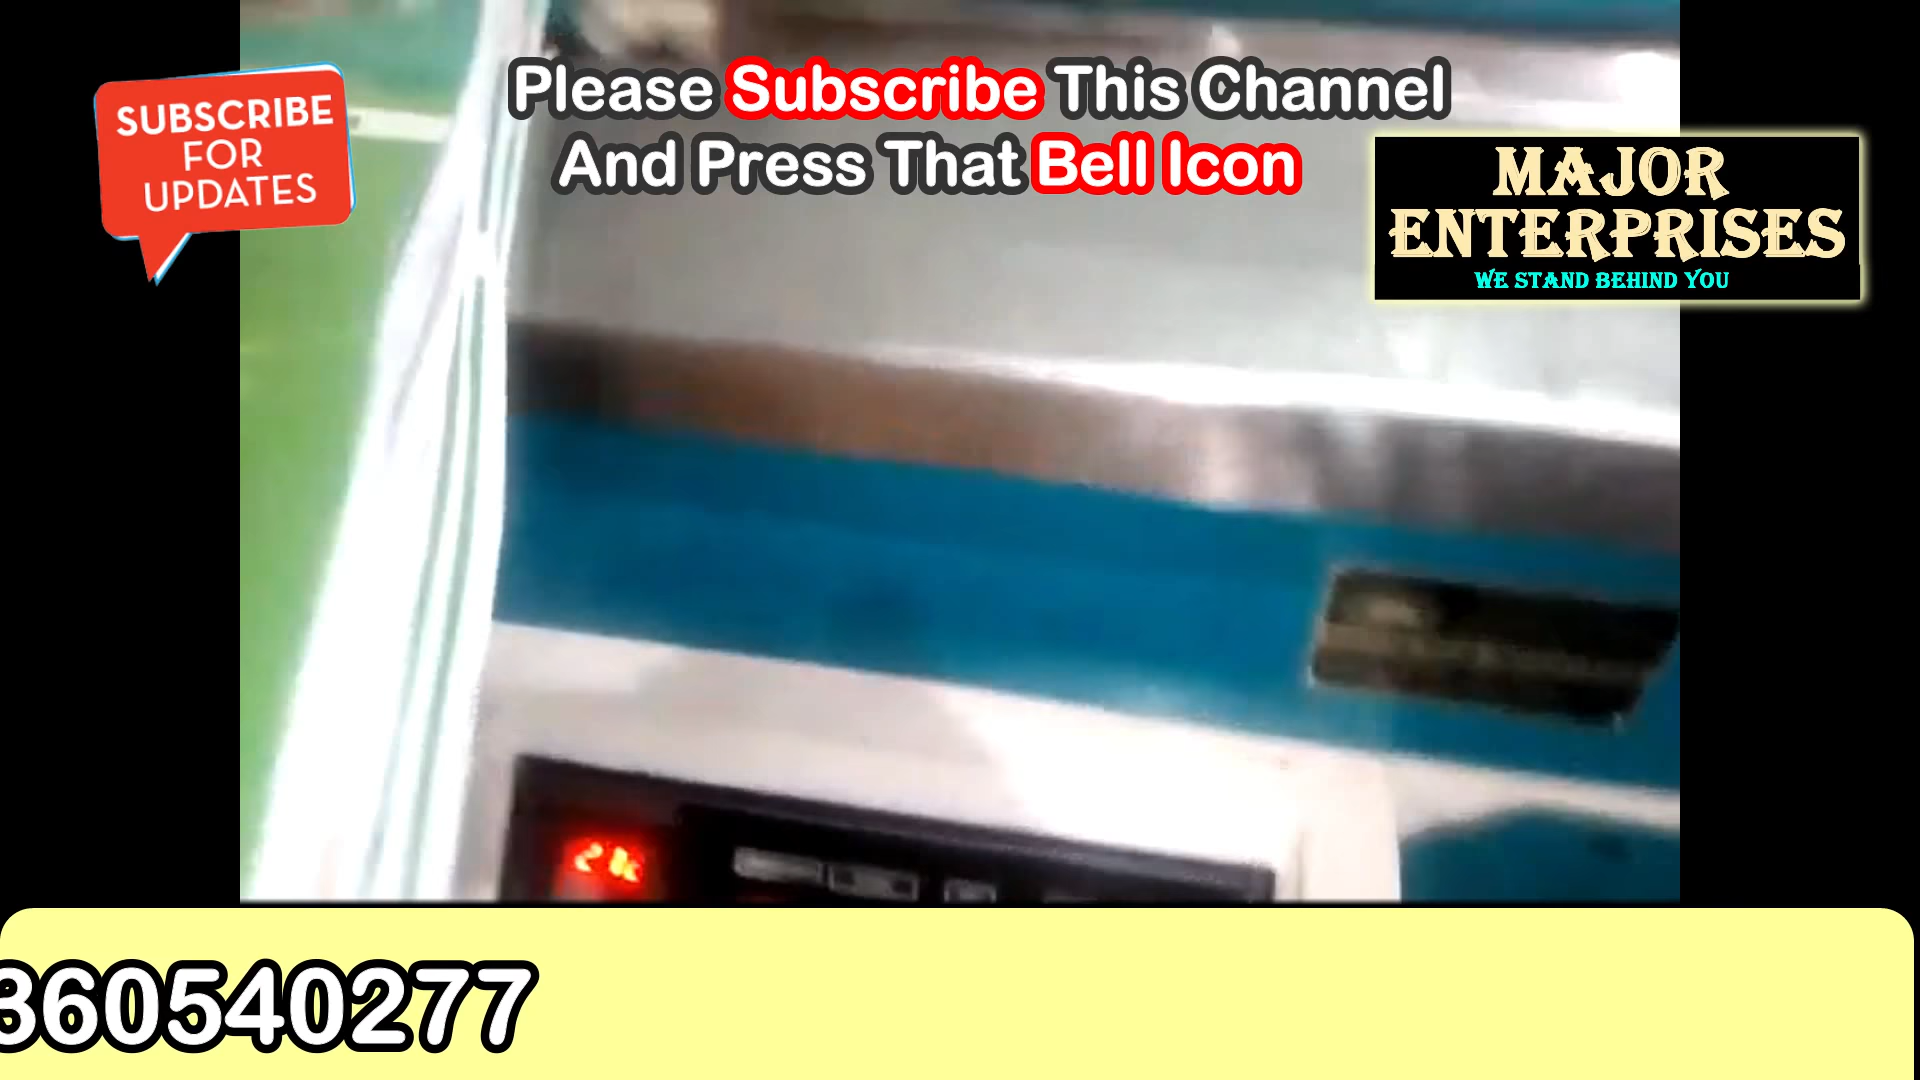 Please Subscribe This Channel
And Press That Bell Icon
SUBSCRIBE
FOR
UPDATES
MAJOR
ENTERPRISES
WE STAND BEHIND YOU
360540277